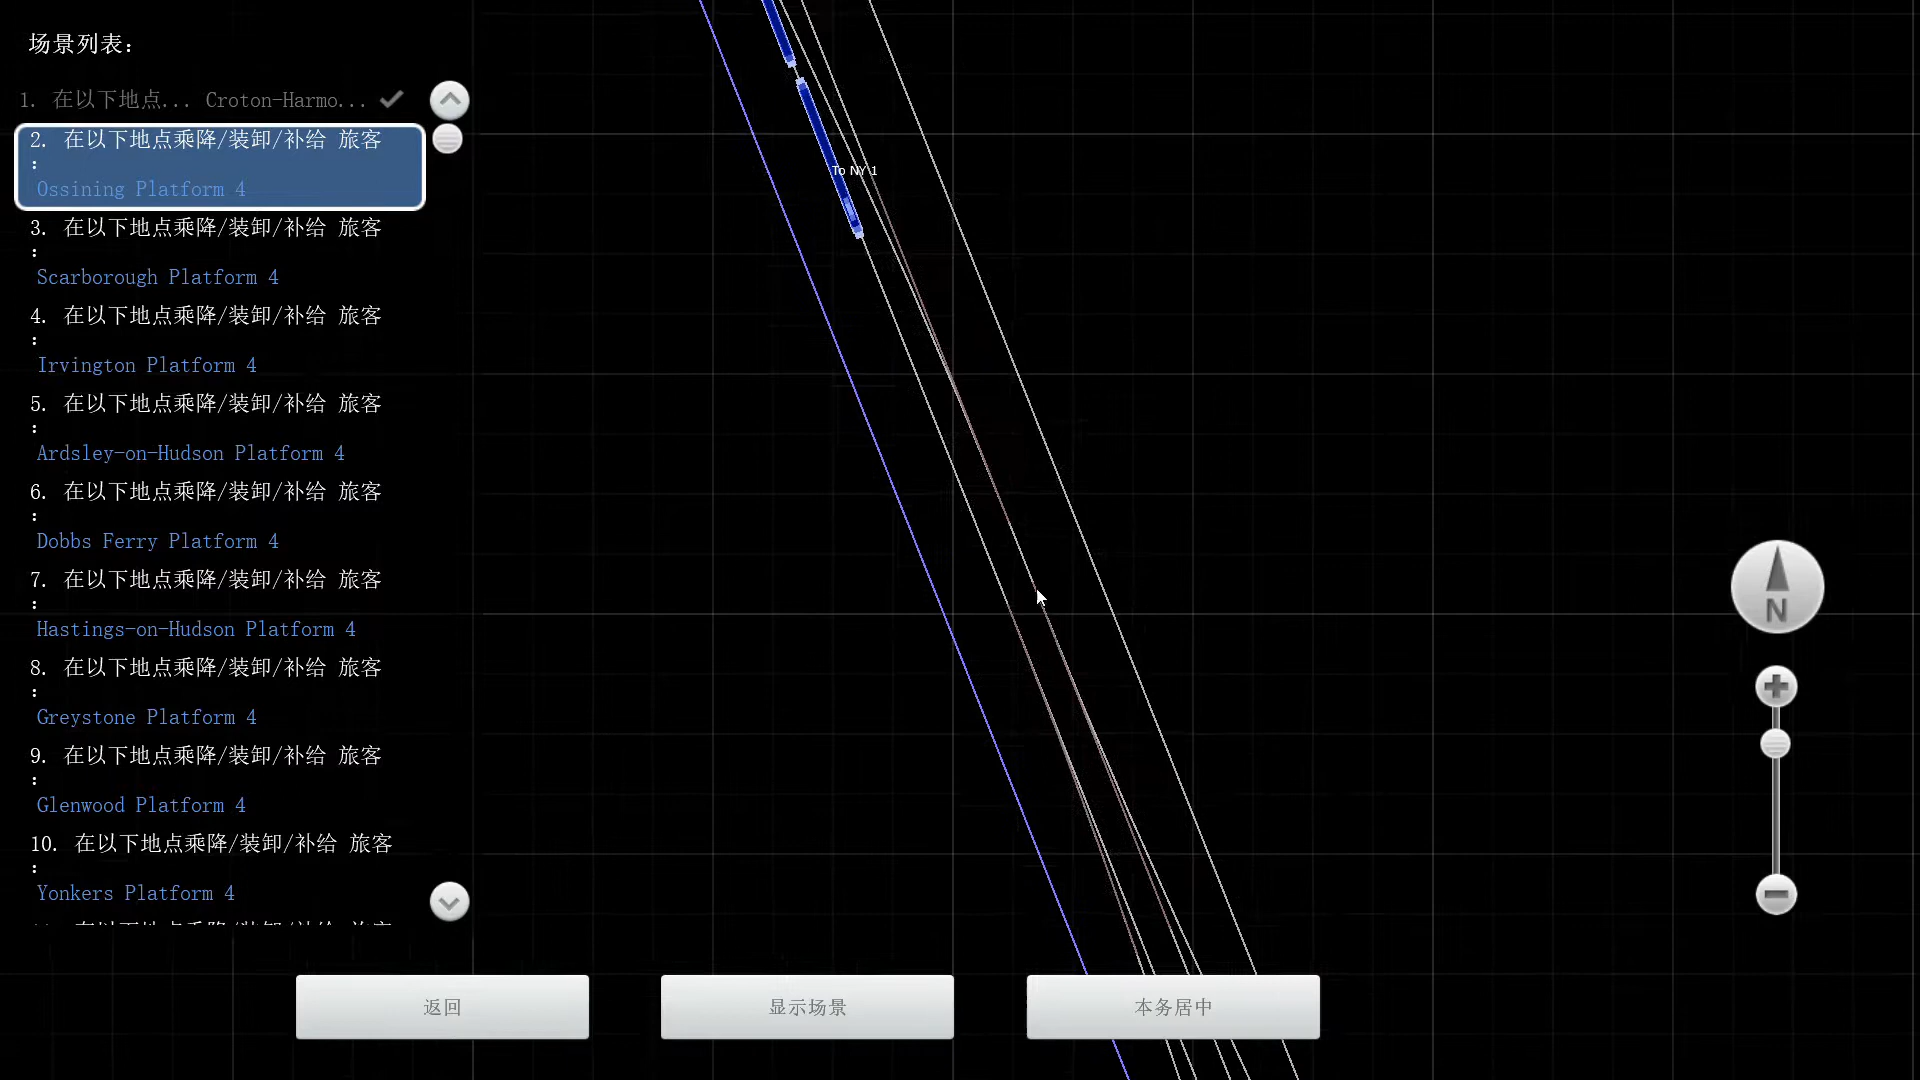 场景列表：
1. 在以下地点... Croton-Harmo...
2. 在以下地点乘降/装卸/补给 旅客
:
Ossining Platform 4
3. 在以下地点乘降/装卸/补给 旅客
:
Scarborough Platform 4
4. 在以下地点乘降/装卸/补给 旅客
:
Irvington Platform 4
5. 在以下地点乘降/装卸/补给 旅客
:
Ardsley-on-Hudson Platform 4
6. 在以下地点乘降/装卸/补给 旅客
:
Dobbs Ferry Platform 4
7. 在以下地点乘降/装卸/补给 旅客
:
Hastings-on-Hudson Platform 4
8. 在以下地点乘降/装卸/补给 旅客
:
Greystone Platform 4
9. 在以下地点乘降/装卸/补给 旅客
:
Glenwood Platform 4
10. 在以下地点乘降/装卸/补给 旅客
:
Yonkers Platform 4
To NY 1
N
返回
显示场景
本务居中